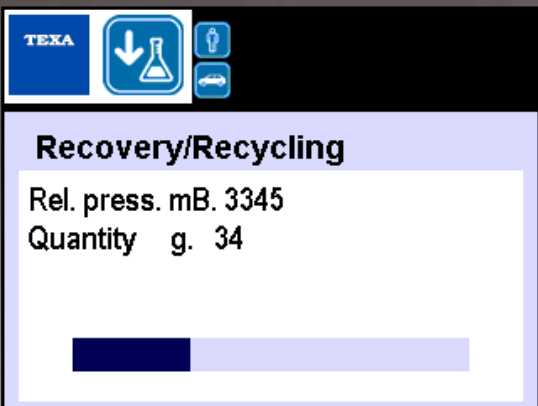 TEXA
Recovery/Recycling
Rel. press. mB. 3345
Quantity g. 34